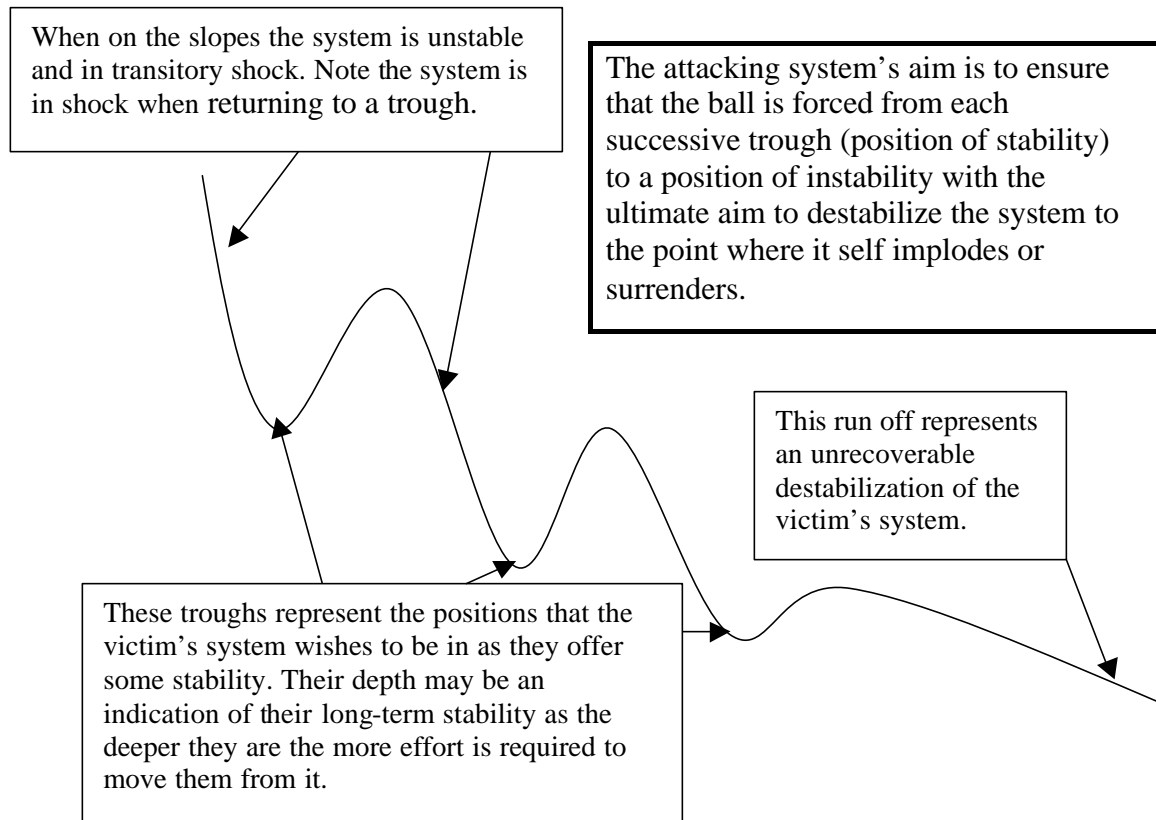 When on the slopes the system is unstable
and in transitory shock. Note the system is
in shock when returning to a trough.
The attacking system’s aim is to ensure
that the ball is forced from each
successive trough (position of stability)
to a position of instability with the
ultimate aim to destabilize the system to
the point where it self implodes or
surrenders.
This run off represents
an unrecoverable
destabilization of the
victim’s system.
These troughs represent the positions that the
victim’s system wishes to be in as they offer
some stability. Their depth may be an
indication of their long-term stability as the
deeper they are the more effort is required to
move them from it.